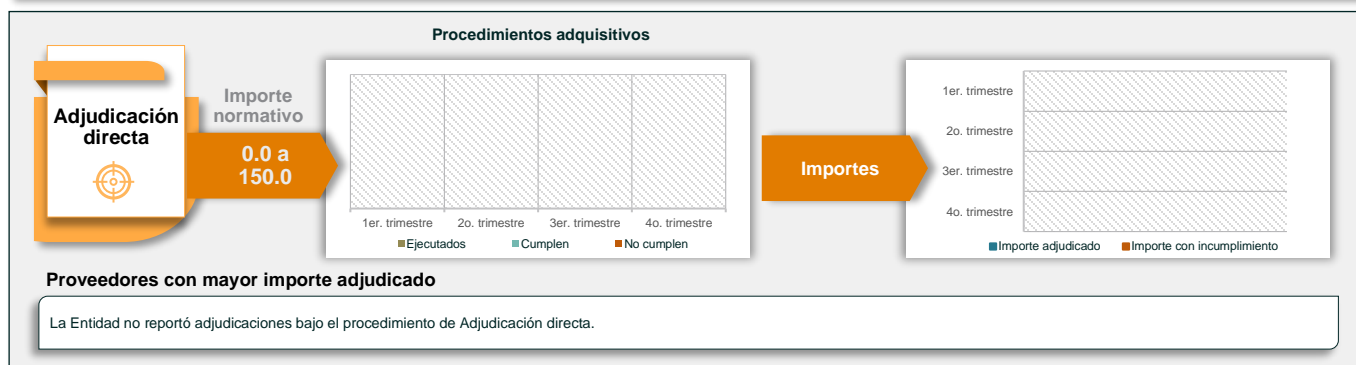 Procedimientos adquisitivos
Adjudicación
directa
Importe
normativo
0.0 a
150.0
1er. trimestre
2o. trimestre
3er. trimestre
4o. trimestre
Ejecutados
Cumplen
No cumplen
Importes
1er. trimestre
2o. trimestre
3er. trimestre
4o. trimestre
Importe adjudicado
Importe con incumplimiento
Proveedores con mayor importe adjudicado
La Entidad no reportó adjudicaciones bajo el procedimiento de Adjudicación directa.